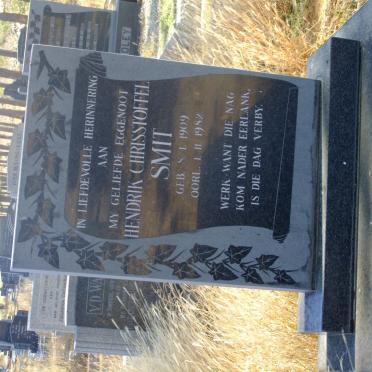 IN LIEFDEVOLLE HERINNERING
AAN
MY GELIEFDE EGGENOOT
HENDRIK CHRISSTOFFEL
SMIT
GEB. 8.1.1909
OORL. 1.11.1982
WERK WANT DIE NAG
KOM NADER EERLANK,
IS DIE DAG VERBY.